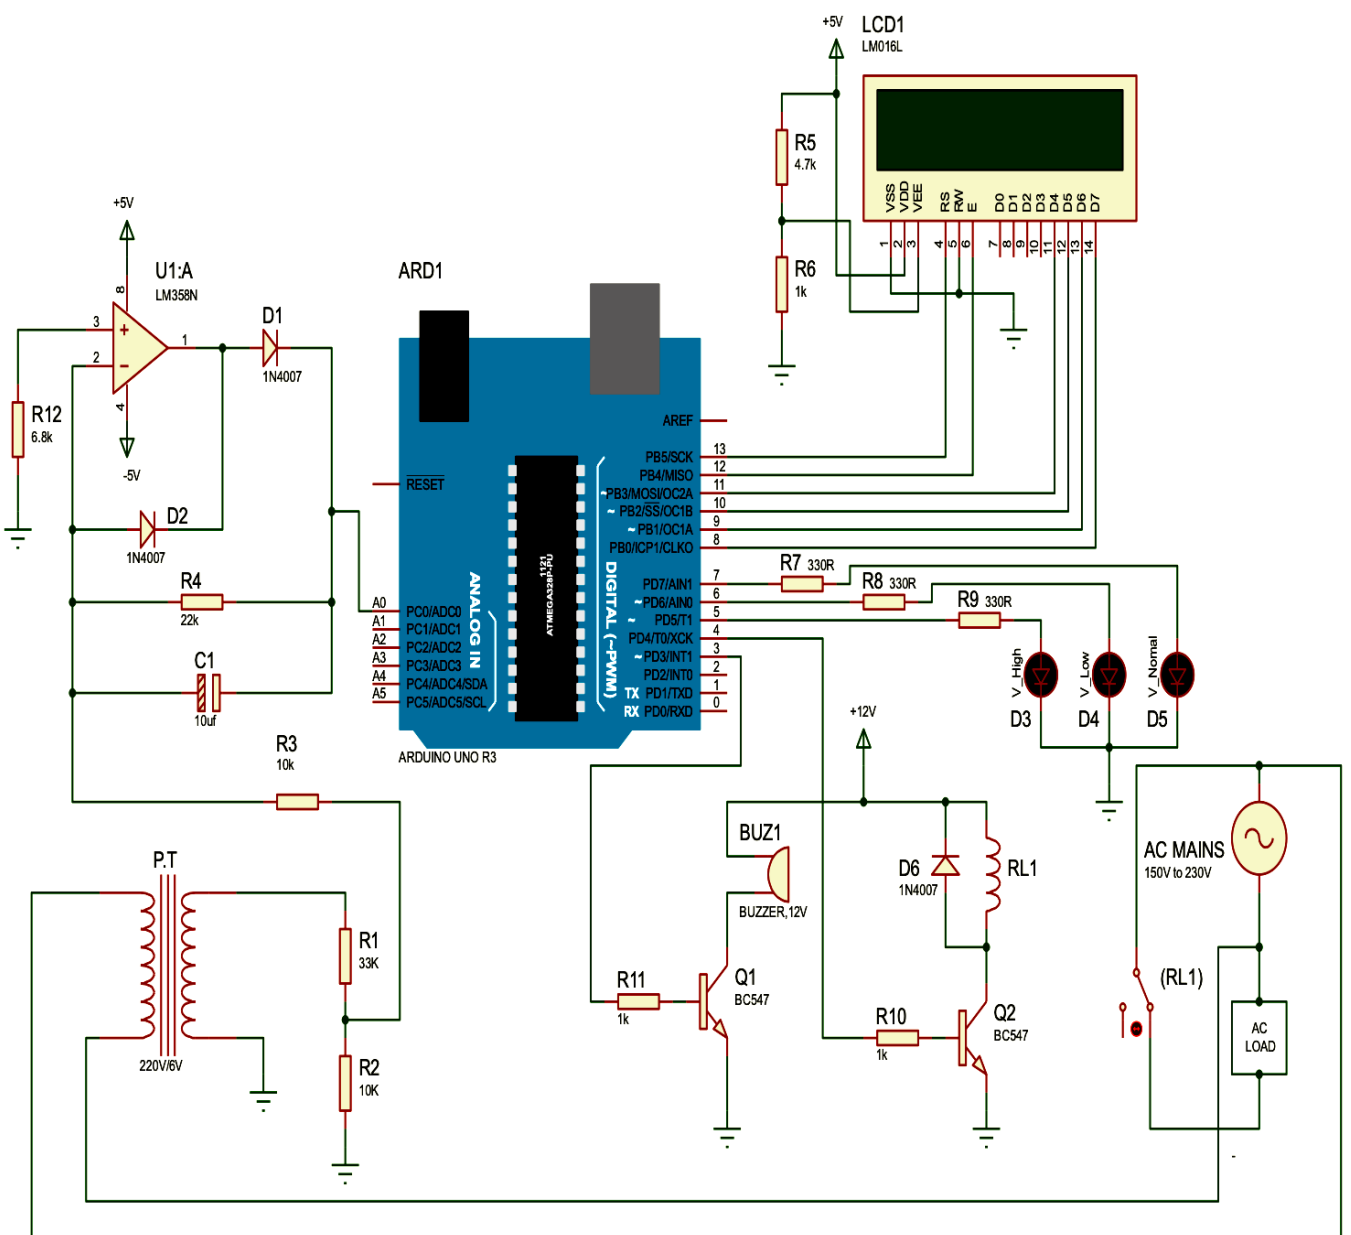 +5V
LCD1
LM016L
R5
4.7k
VSS
VDD
VEE
RS
RW
E
D0
D1
D2
D3
D4
D5
D6
D7
1
2
3
4
5
6
7
8
9
10
11
12
13
14
R6
1k
+5V
U1:A
LM358N
8
3
+
2
-
1
4
-5V
D1
1N4007
R12
6.8k
D2
1N4007
R4
22k
C1
10uf
R3
10k
ARD1
RESET
AREF
PB5/SCK 13
PB4/MISO 12
~PB3/MOSI/OC2A 11
~ PB2/SS/OC1B 10
~ PB1/OC1A 9
PB0/ICP1/CLKO 8
PD7/AIN1 7
~ PD6/AIN0 6
~ PD5/T1 5
PD4/T0/XCK 4
~ PD3/INT1 3
PD2/INT0 2
TX PD1/TXD 1
RX PD0/RXD 0
A0 PC0/ADC0
A1 PC1/ADC1
A2 PC2/ADC2
A3 PC3/ADC3
A4 PC4/ADC4/SDA
A5 PC5/ADC5/SCL
ANALOG IN
1121
ATMEGA328P-PU
DIGITAL (~PWM)
ARDUINO UNO R3
R7 330R
R8 330R
R9 330R
V_High
V_Low
V_Nomal
D3
D4
D5
+12V
BUZ1
BUZZER,12V
D6
1N4007
RL1
R11
1k
Q1
BC547
R10
1k
Q2
BC547
AC MAINS
150V to 230V
(RL1)
AC
LOAD
P.T
220V/6V
R1
33K
R2
10K
-